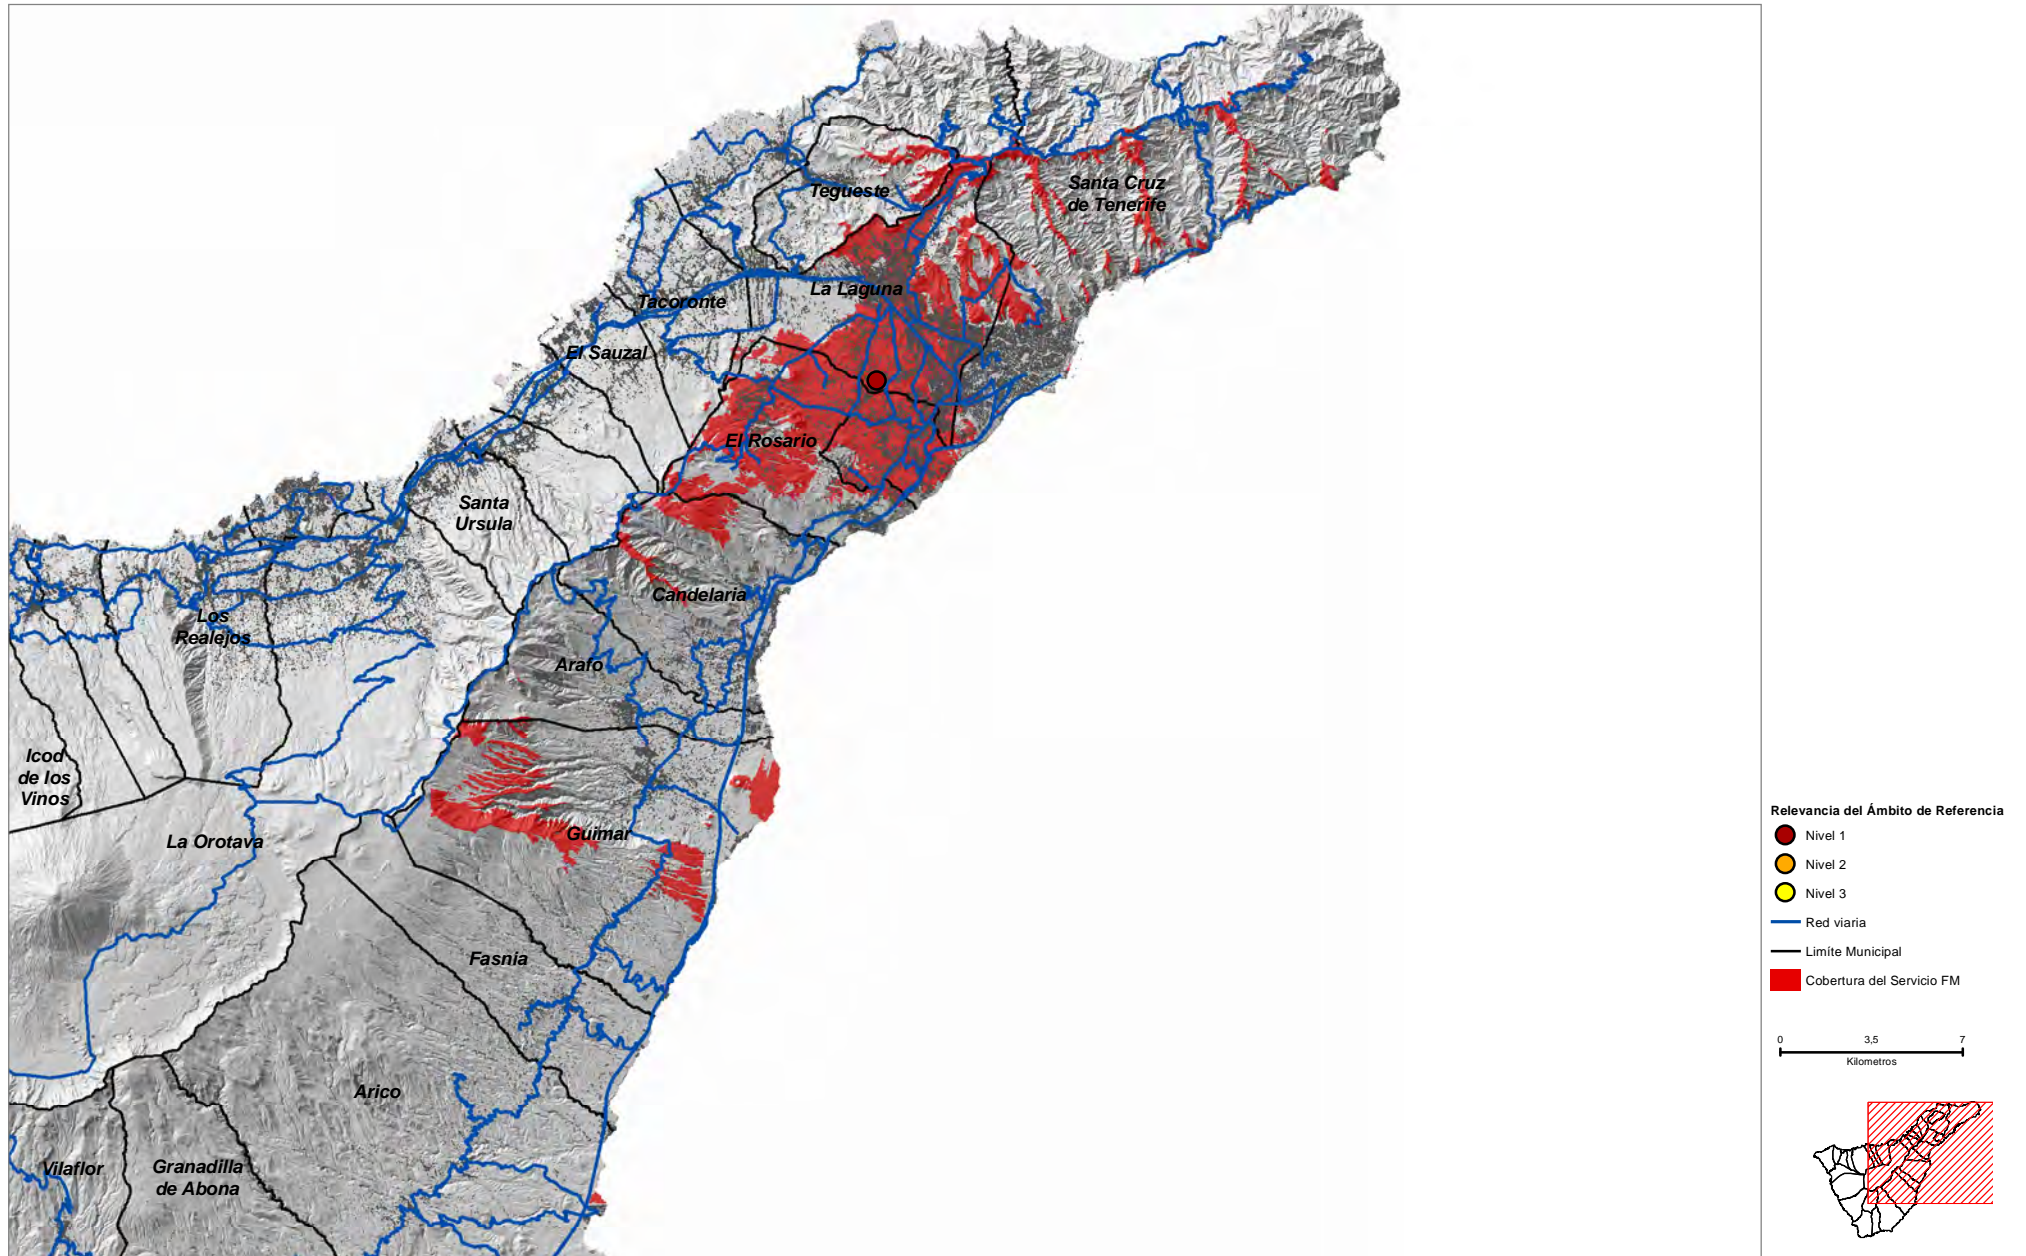 Tegueste
Santa Cruz
de Tenerife
La Laguna
Tacoronte
El Sauzal
El Rosario
Santa
Ursula
Candelaria
Los
Realejos
Arafo
Icod
de los
Vinos
La Orotava
Guimar
Fasnia
Arico
Vilaflor
Granadilla
de Abona
Relevancia del Ámbito de Referencia
Nivel 1
Nivel 2
Nivel 3
Red viaria
Limíte Municipal
Cobertura del Servicio FM
0 3,5 7
Kilometros